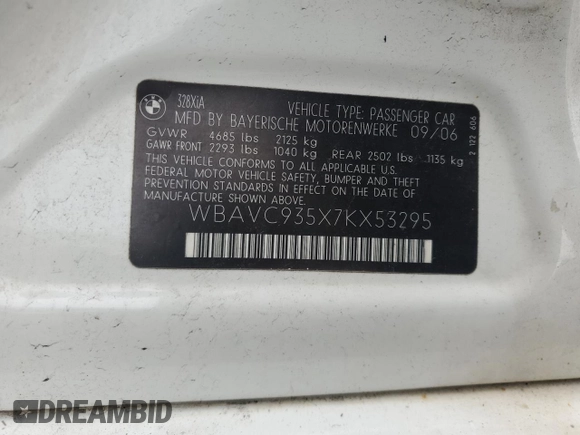 BMW
328XiA
VEHICLE TYPE: PASSENGER CAR
MFD BY BAYERISCHE MOTORENWERKE 09/06
GVWR 4685 lbs 2125 kg
GAWR FRONT 2293 lbs 1040 kg REAR 2502 lbs 1135 kg
THIS VEHICLE CONFORMS TO ALL APPLICABLE U.S.
FEDERAL MOTOR VEHICLE SAFETY, BUMPER AND THEFT
PREVENTION STANDARDS IN EFFECT ON THE DATE OF
MANUFACTURE SHOWN ABOVE.
WBAVC935X7KX53295
2 122 606
DREAMBID